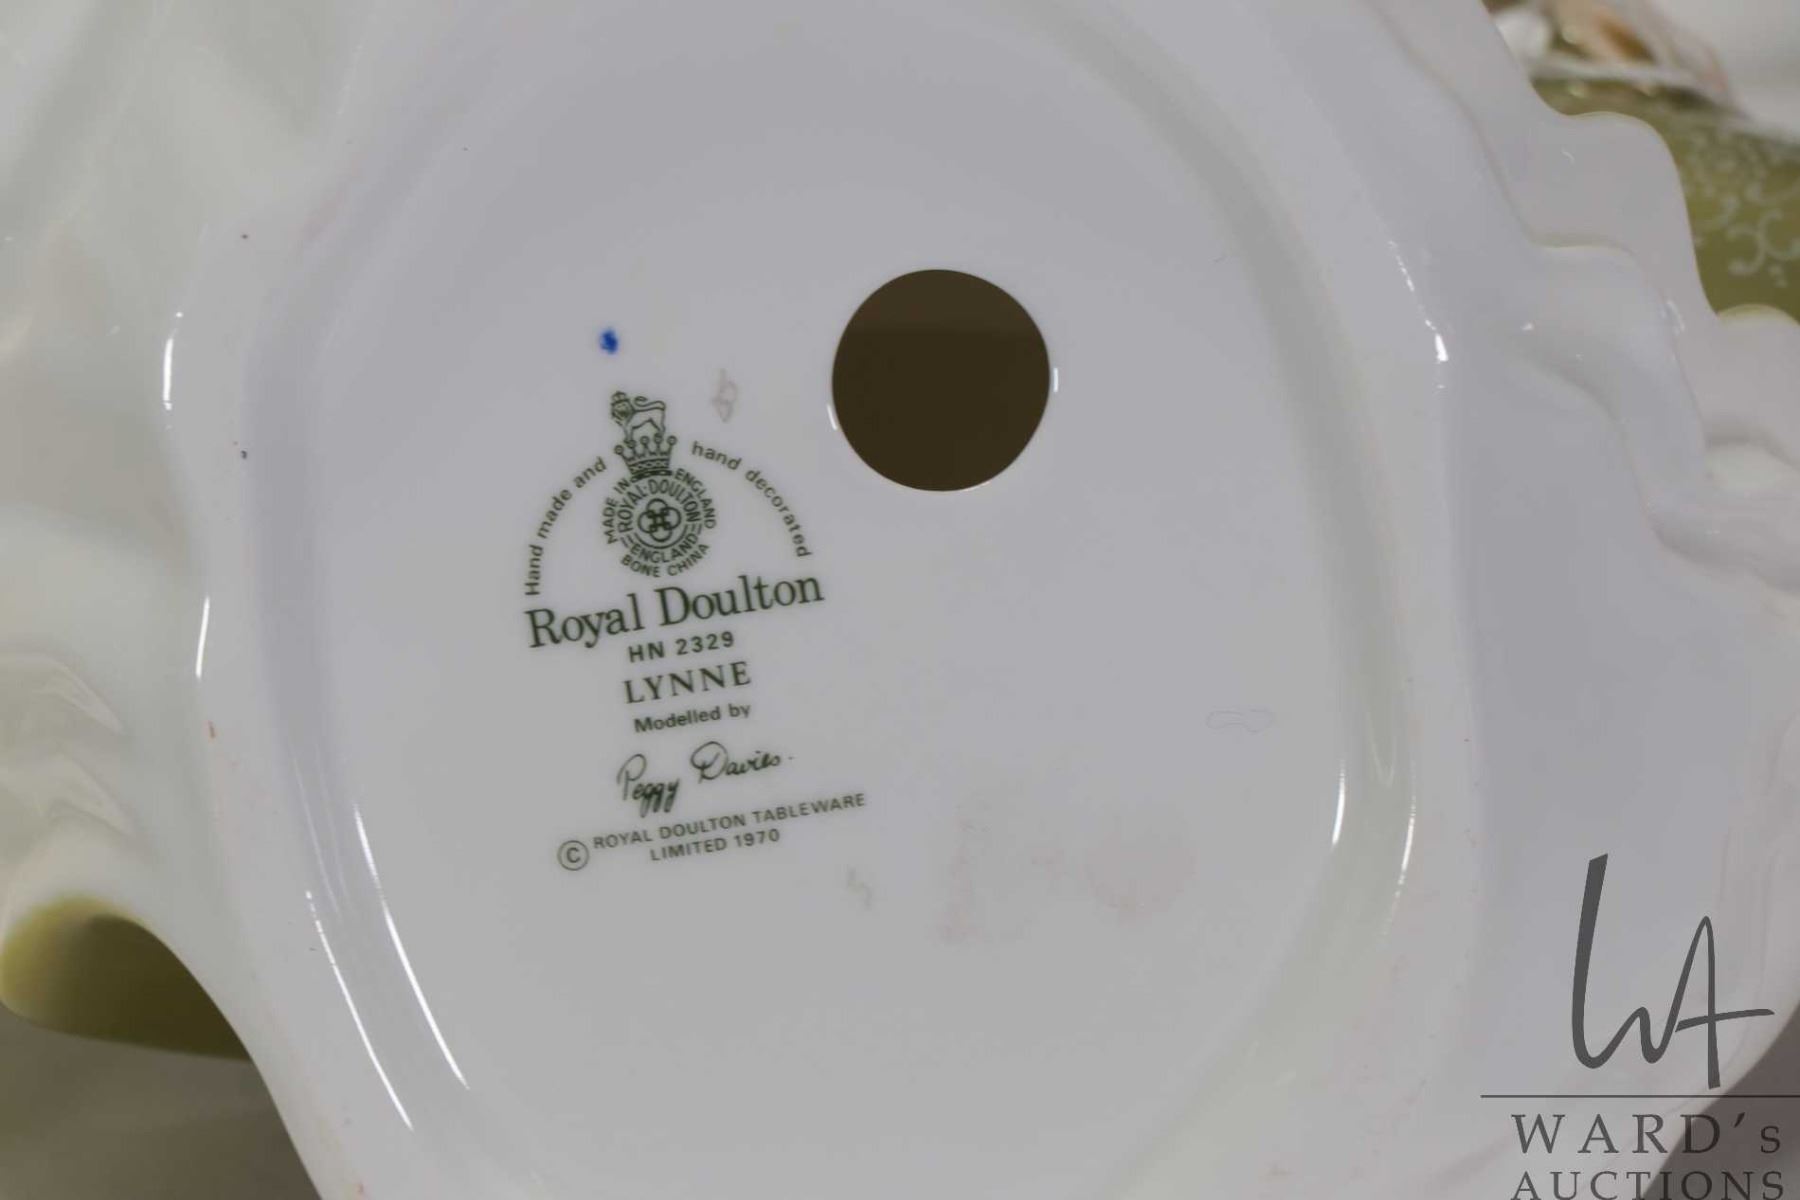 Hand made and hand decorated
MADE IN ENGLAND
ROYAL·DOULTON
ENGLAND
BONE CHINA
Royal Doulton
HN 2329
LYNNE
Modelled by
Peggy Davies.
© ROYAL DOULTON TABLEWARE
LIMITED 1970
WA
WARD's
AUCTIONS